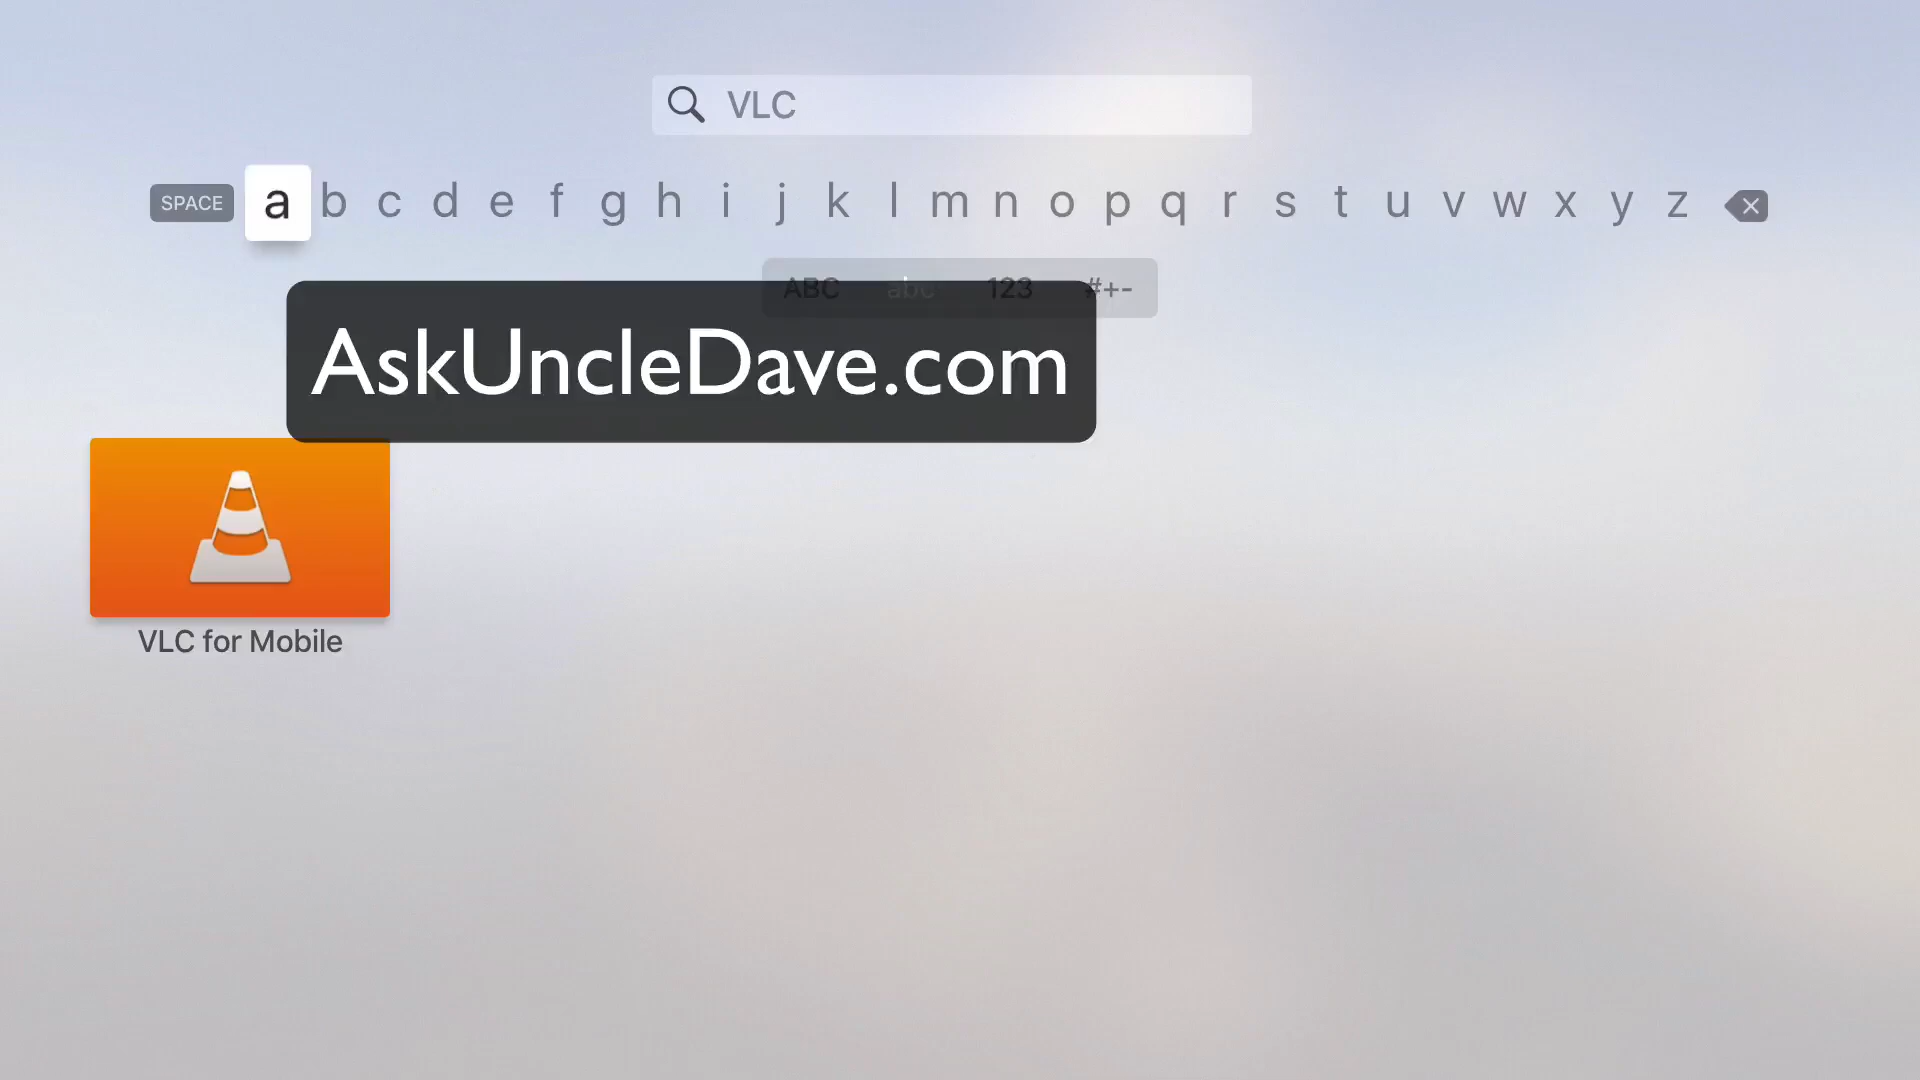 VLC
SPACE a b c d e f g h i j k l m n o p q r s t u v w x y z
ABC abc 123 #+-
AskUncleDave.com
VLC for Mobile